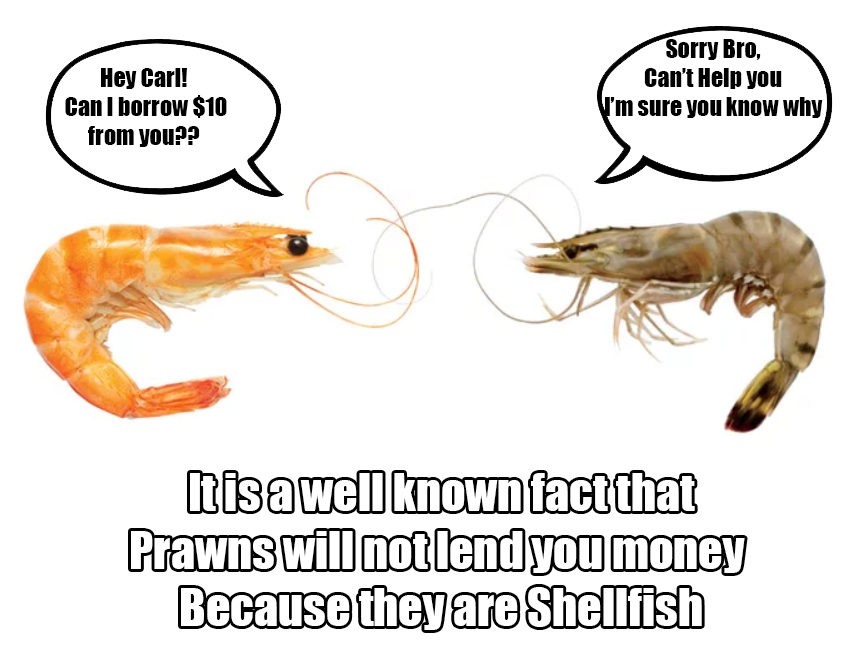 Hey Carl!
Can I borrow $10
from you??
Sorry Bro,
Can't Help you
I'm sure you know why
It is a well known fact that
Prawns will not lend you money
Because they are Shellfish